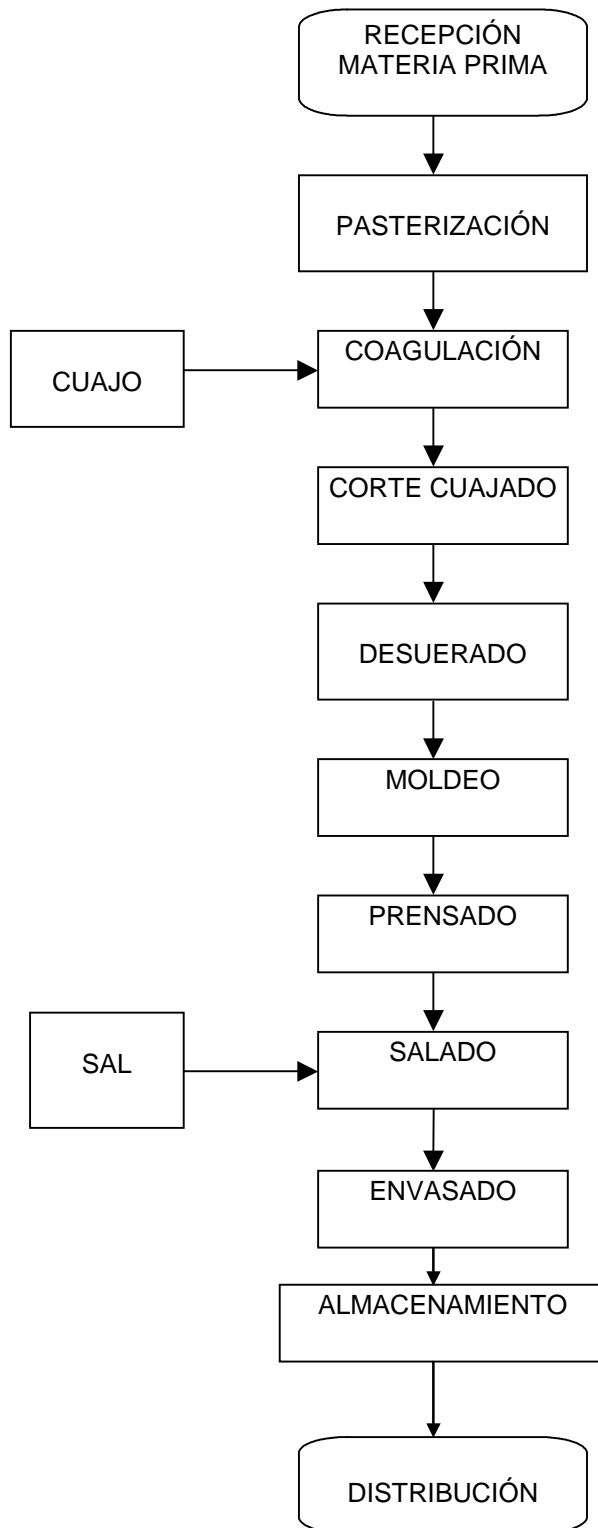 RECEPCIÓN
MATERIA PRIMA
PASTERIZACIÓN
CUAJO
COAGULACIÓN
CORTE CUAJADO
DESUERADO
MOLDEO
PRENSADO
SAL
SALADO
ENVASADO
ALMACENAMIENTO
DISTRIBUCIÓN